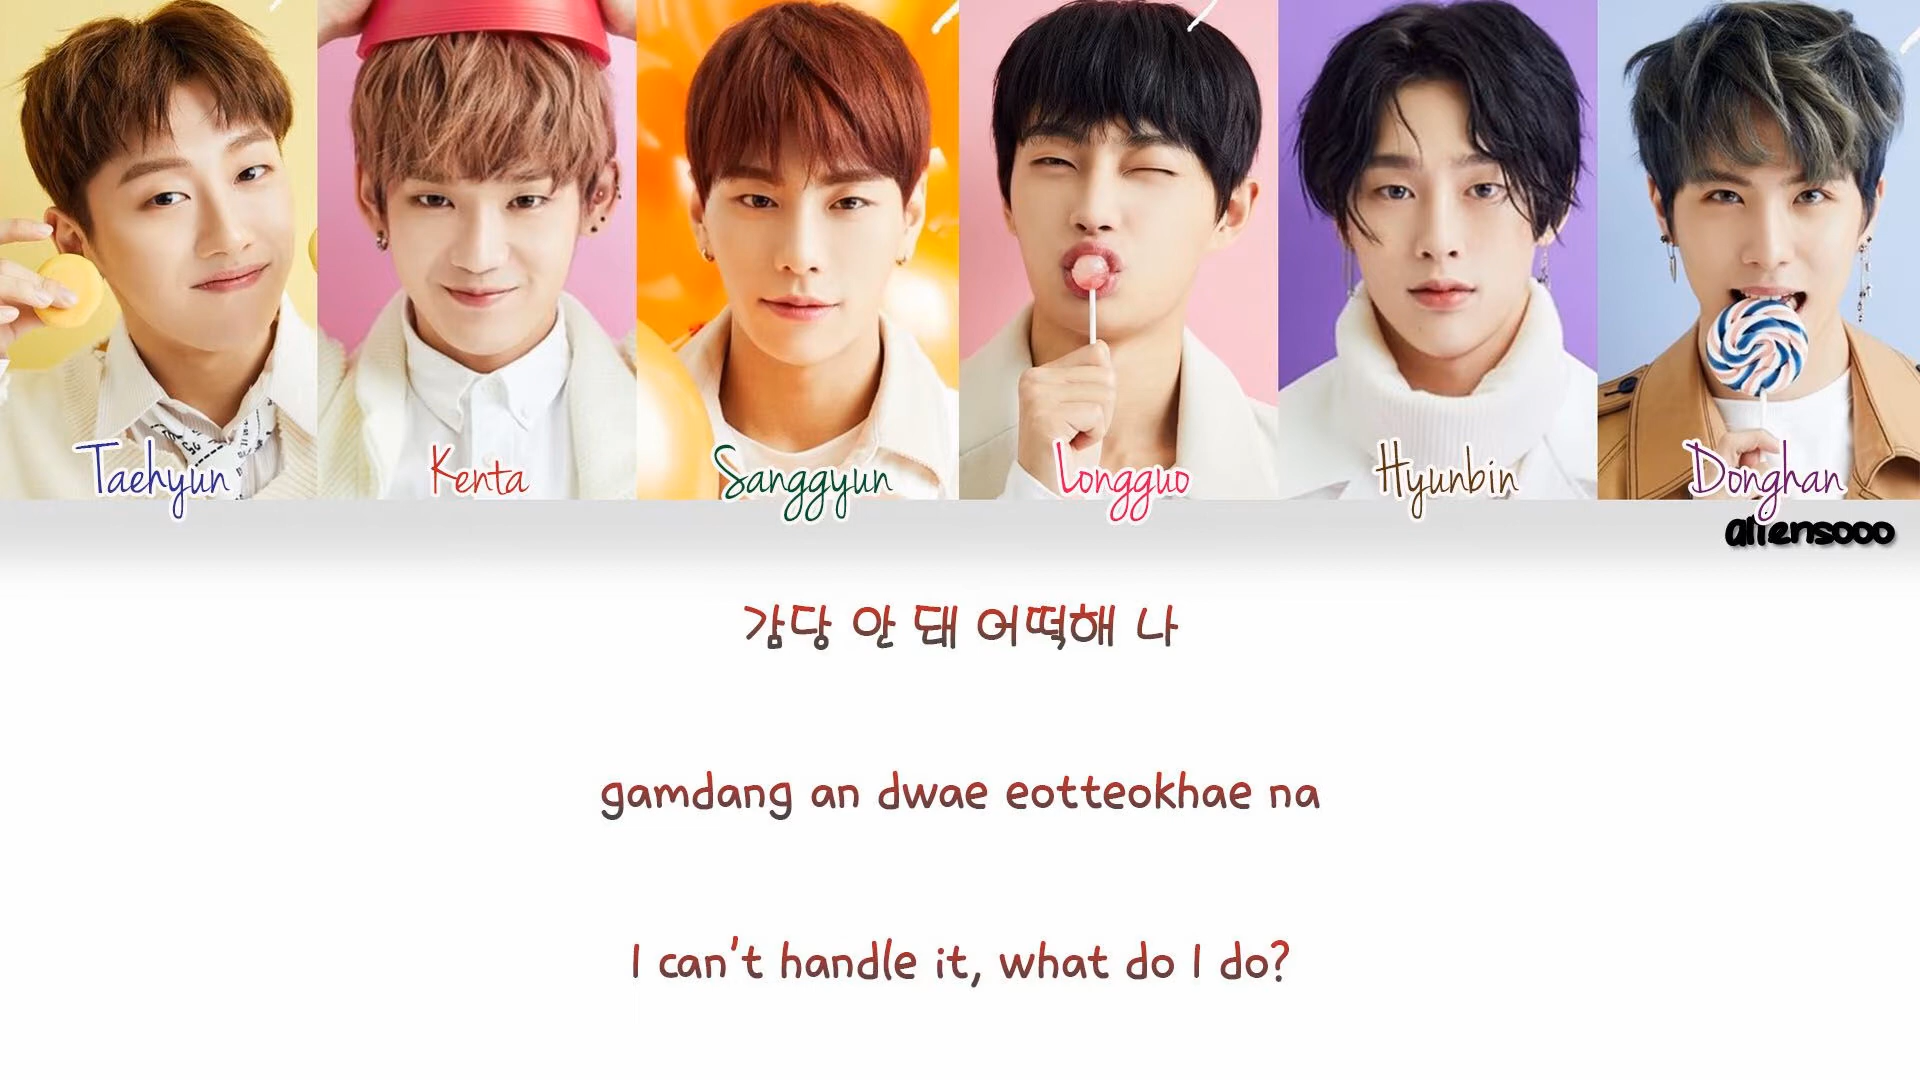 Taehyun
Kenta
Sanggyun
Longguo
Hyunbin
Donghan
aliensooo
감당 안 돼 어떡해 나
gamdang an dwae eotteokhae na
I can't handle it, what do I do?